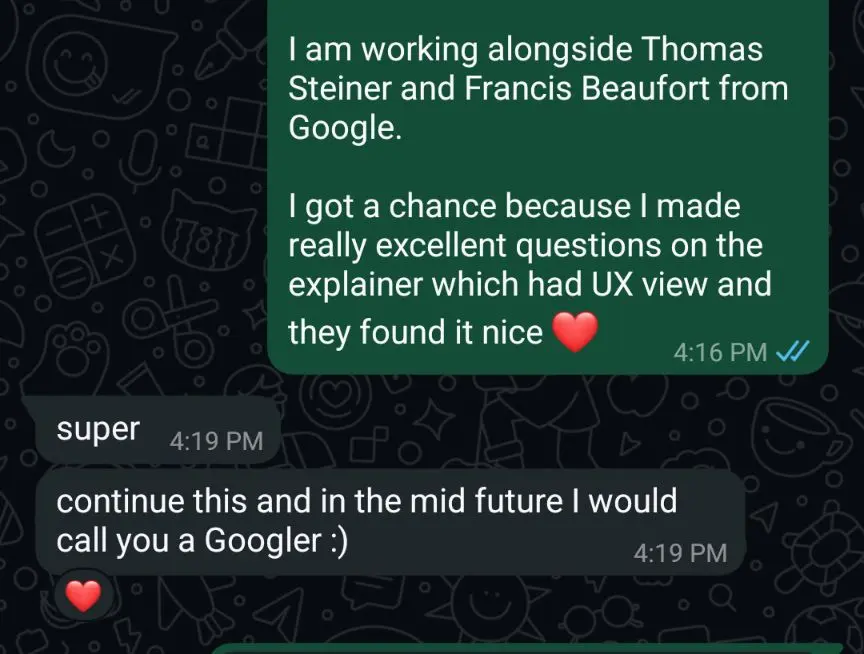 I am working alongside Thomas
Steiner and Francis Beaufort from
Google.
I got a chance because I made
really excellent questions on the
explainer which had UX view and
they found it nice ❤️
4:16 PM
super
4:19 PM
continue this and in the mid future I would
call you a Googler :)
4:19 PM
❤️